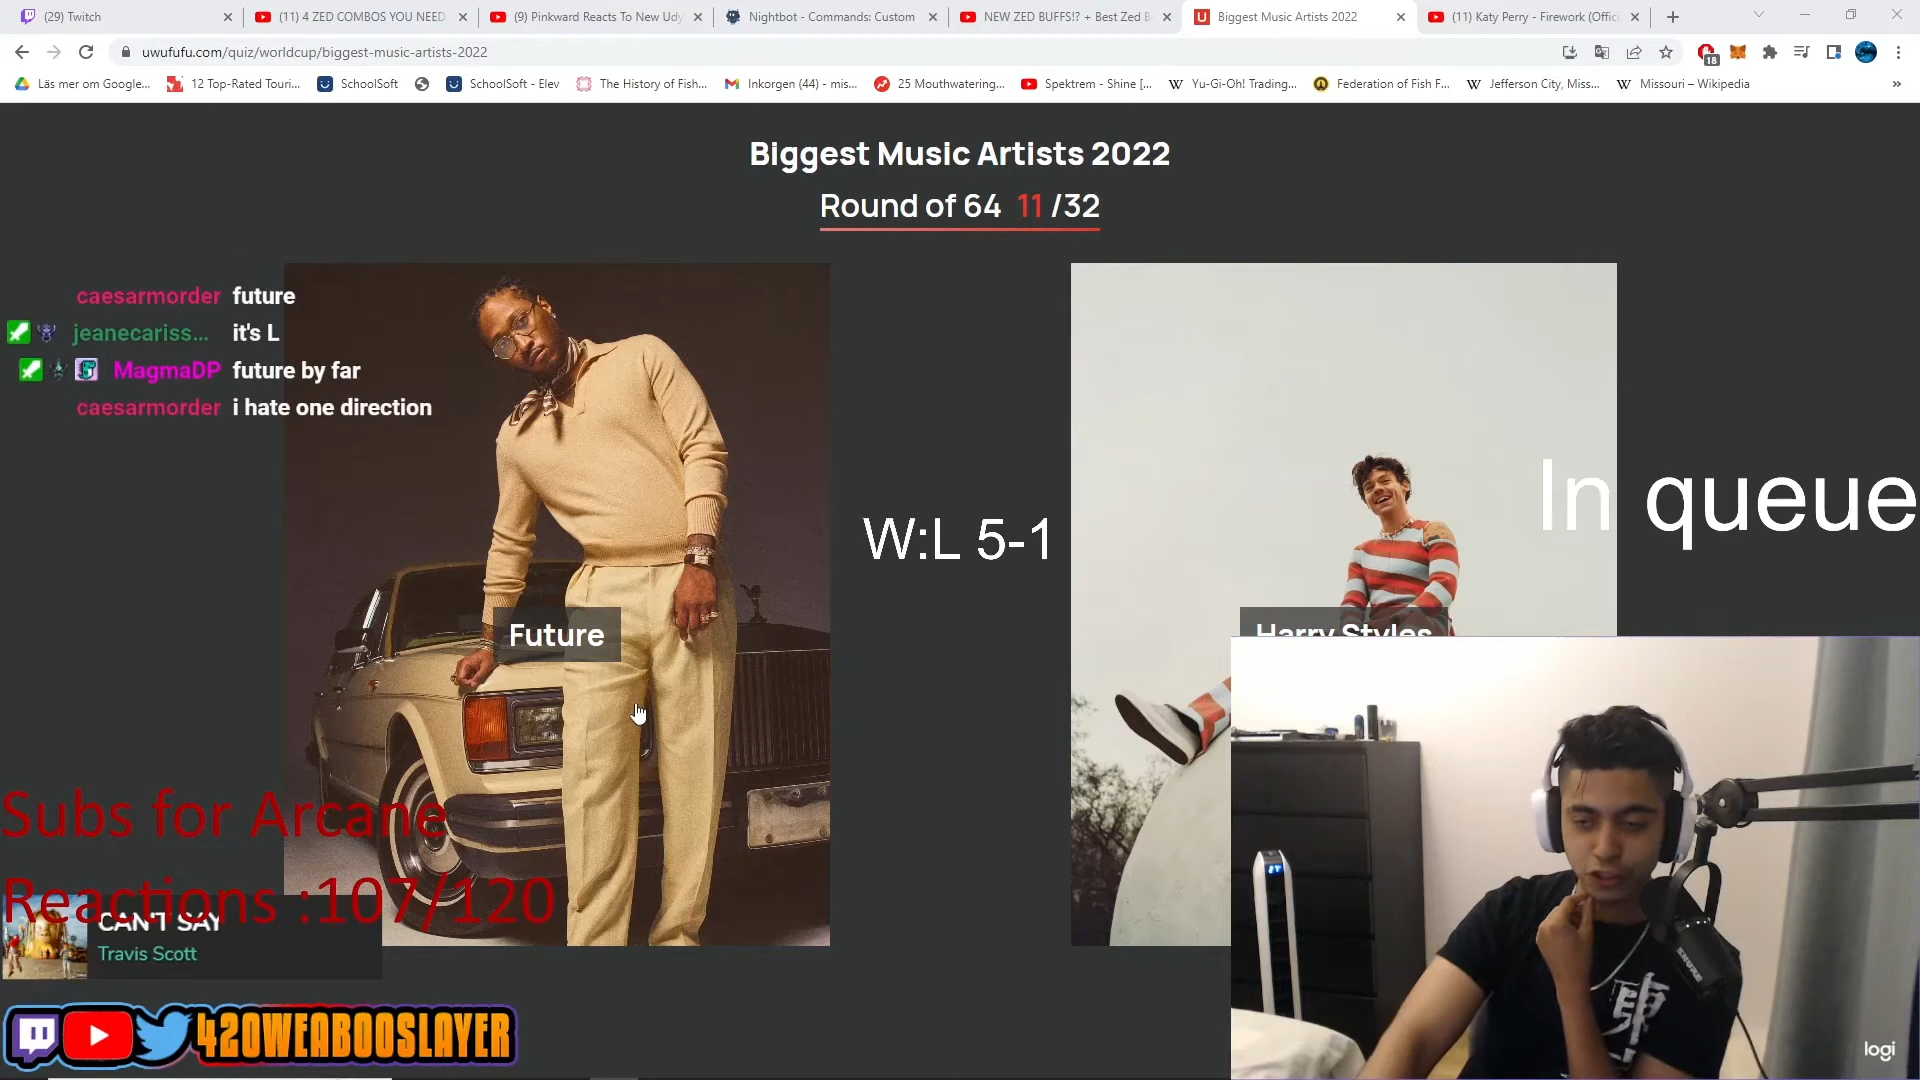 (29) Twitch
(11) 4 ZED COMBOS YOU NEED
(9) Pinkward Reacts To New Udy
Nightbot - Commands: Custom
NEW ZED BUFFS!? + Best Zed B
Biggest Music Artists 2022
(11) Katy Perry - Firework (Offic
uwufufu.com/quiz/worldcup/biggest-music-artists-2022
18
Läs mer om Google...
12 Top-Rated Touri...
SchoolSoft
SchoolSoft - Elev
The History of Fish...
Inkorgen (44) - mis...
25 Mouthwatering...
Spektrem - Shine [...
Yu-Gi-Oh! Trading...
Federation of Fish F...
Jefferson City, Miss...
Missouri – Wikipedia
Biggest Music Artists 2022
Round of 64 11 /32
caesarmorder future
jeanecariss... it's L
MagmaDP future by far
caesarmorder i hate one direction
W:L 5-1
In queue
Future
Harry Styles
Subs for Arcane
Reactions :107/120
CAN'T SAY
Travis Scott
420WEABOOSLAYER
SHURE
logi